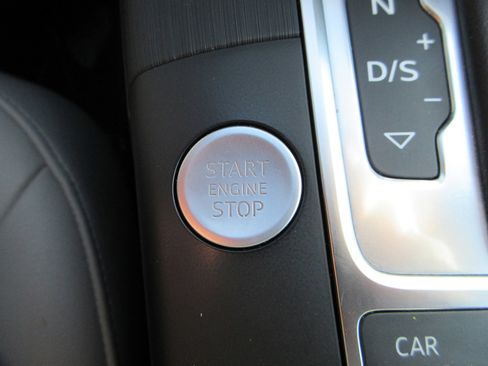 N
+
D/S
−
START
ENGINE
STOP
CAR